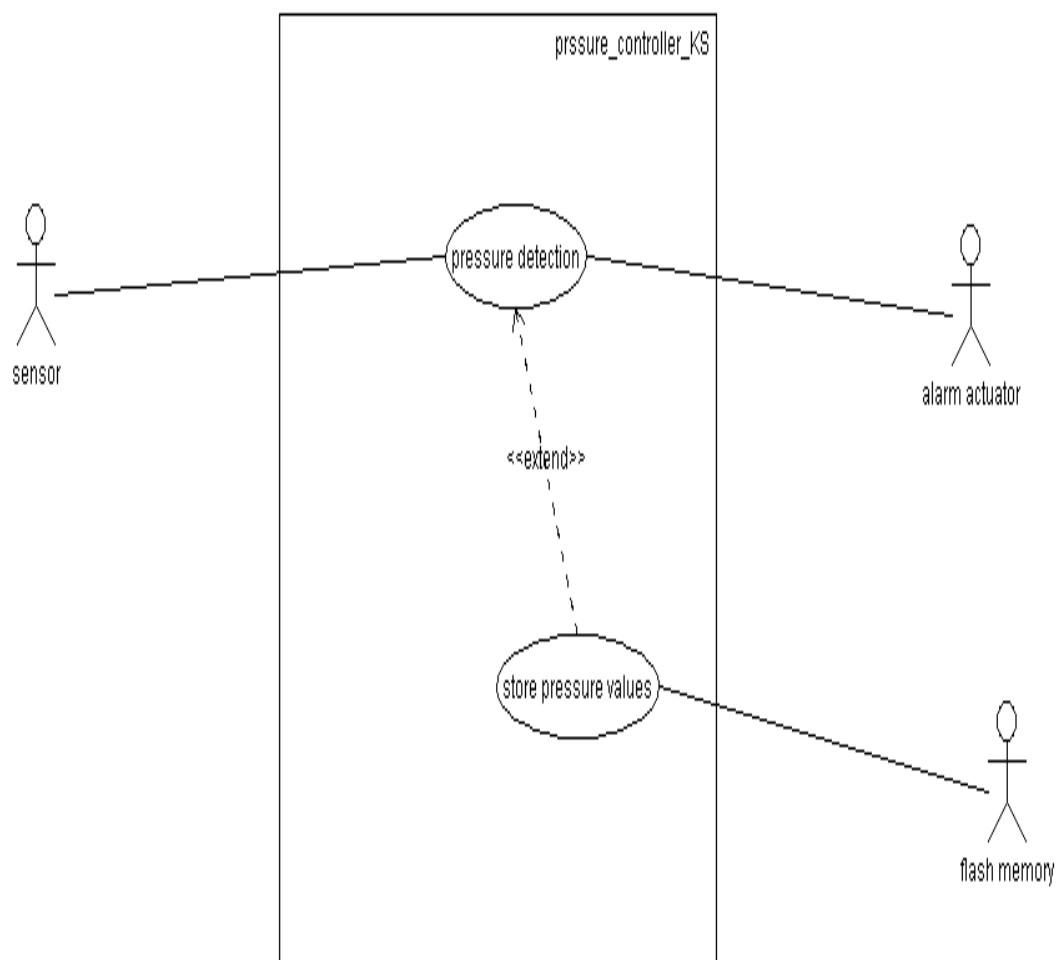 prssure_controller_KS
pressure detection
sensor
alarm actuator
<<extend>>
store pressure values
flash memory